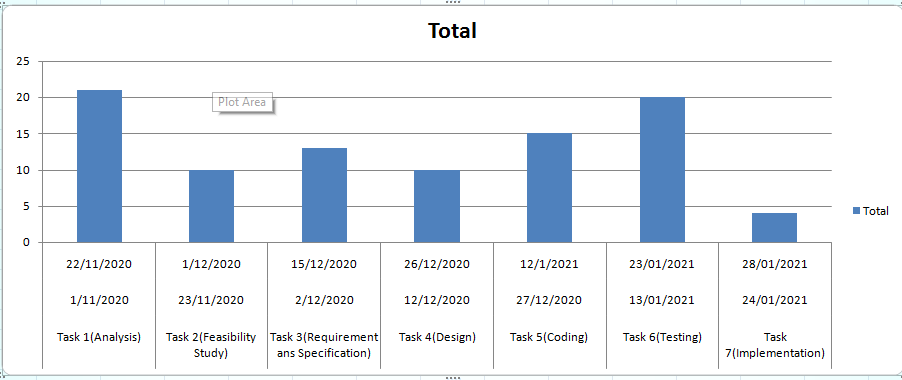 Total
25
20
15
10
5
0
Plot Area
Total
22/11/2020 1/12/2020 15/12/2020 26/12/2020 12/1/2021 23/01/2021 28/01/2021
1/11/2020 23/11/2020 2/12/2020 12/12/2020 27/12/2020 13/01/2021 24/01/2021
Task 1(Analysis) Task 2(Feasibility Task 3(Requirement Task 4(Design) Task 5(Coding) Task 6(Testing) Task
Study) ans Specification) 7(Implementation)